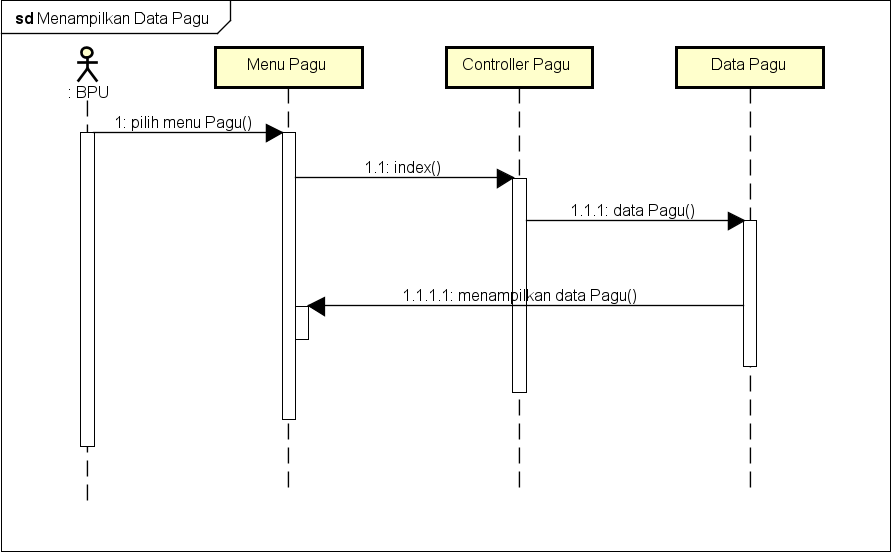 sd Menampilkan Data Pagu
: BPU
Menu Pagu
Controller Pagu
Data Pagu
1: pilih menu Pagu()
1.1: index()
1.1.1: data Pagu()
1.1.1.1: menampilkan data Pagu()